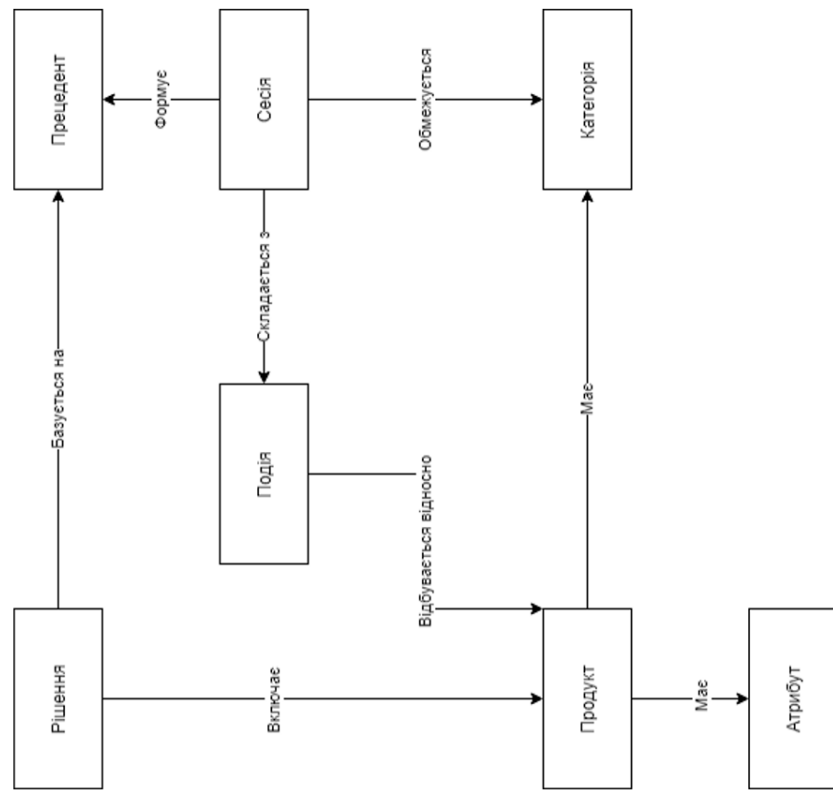 Прецедент
Формує
Сесія
Обмежується
Категорія
Базується на
Складається з
Має
Подія
Відбувається відносно
Рішення
Включає
Продукт
Має
Атрибут